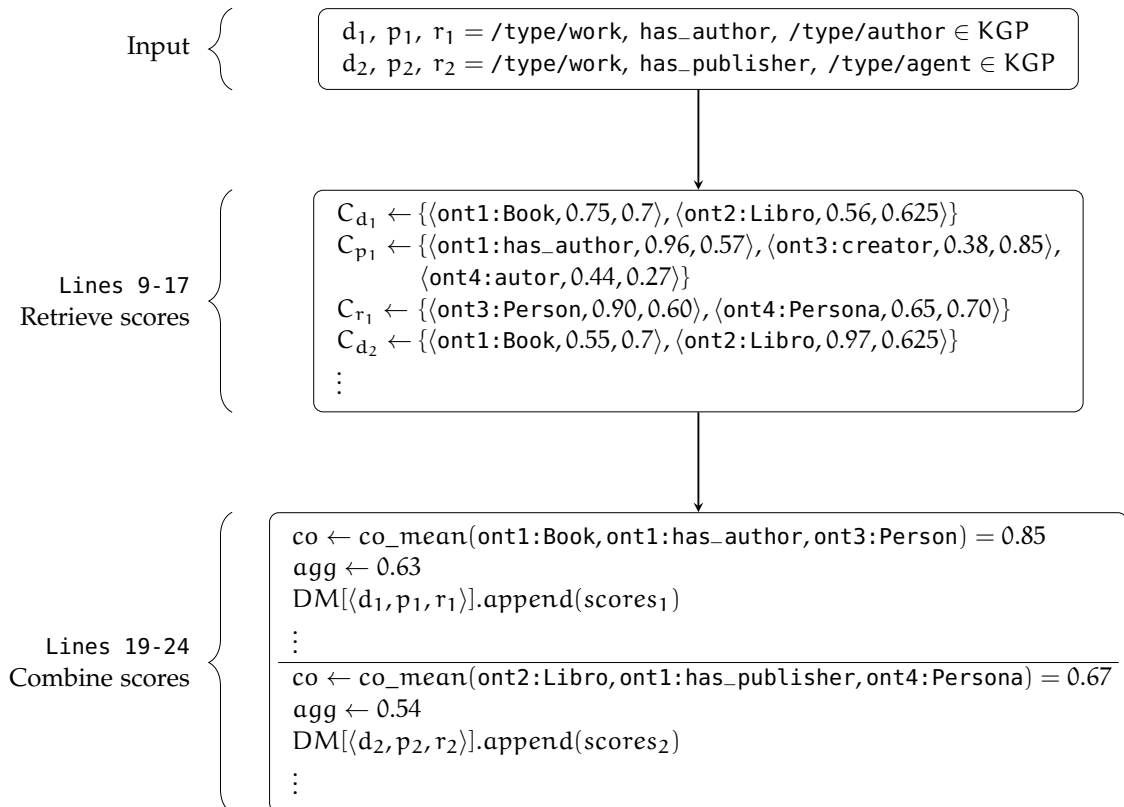 Input
d₁, p₁, r₁ = /type/work, has_author, /type/author ∈ KGP
d₂, p₂, r₂ = /type/work, has_publisher, /type/agent ∈ KGP
Lines 9-17
Retrieve scores
C_d₁ ← {⟨ont1:Book, 0.75, 0.7⟩, ⟨ont2:Libro, 0.56, 0.625⟩}
C_p₁ ← {⟨ont1:has_author, 0.96, 0.57⟩, ⟨ont3:creator, 0.38, 0.85⟩,
⟨ont4:autor, 0.44, 0.27⟩}
C_r₁ ← {⟨ont3:Person, 0.90, 0.60⟩, ⟨ont4:Persona, 0.65, 0.70⟩}
C_d₂ ← {⟨ont1:Book, 0.55, 0.7⟩, ⟨ont2:Libro, 0.97, 0.625⟩}
⋮
Lines 19-24
Combine scores
co ← co_mean(ont1:Book, ont1:has_author, ont3:Person) = 0.85
agg ← 0.63
DM[⟨d₁, p₁, r₁⟩].append(scores₁)
⋮
co ← co_mean(ont2:Libro, ont1:has_publisher, ont4:Persona) = 0.67
agg ← 0.54
DM[⟨d₂, p₂, r₂⟩].append(scores₂)
⋮